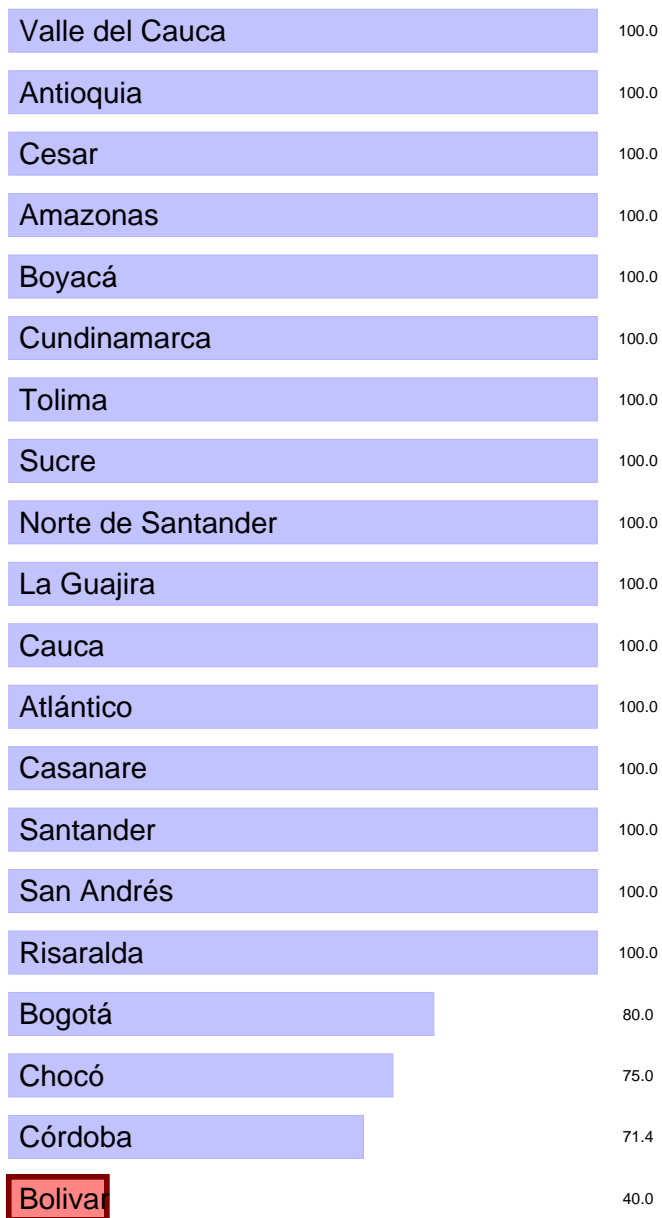 Valle del Cauca 100.0
Antioquia 100.0
Cesar 100.0
Amazonas 100.0
Boyacá 100.0
Cundinamarca 100.0
Tolima 100.0
Sucre 100.0
Norte de Santander 100.0
La Guajira 100.0
Cauca 100.0
Atlántico 100.0
Casanare 100.0
Santander 100.0
San Andrés 100.0
Risaralda 100.0
Bogotá 80.0
Chocó 75.0
Córdoba 71.4
Bolivar 40.0